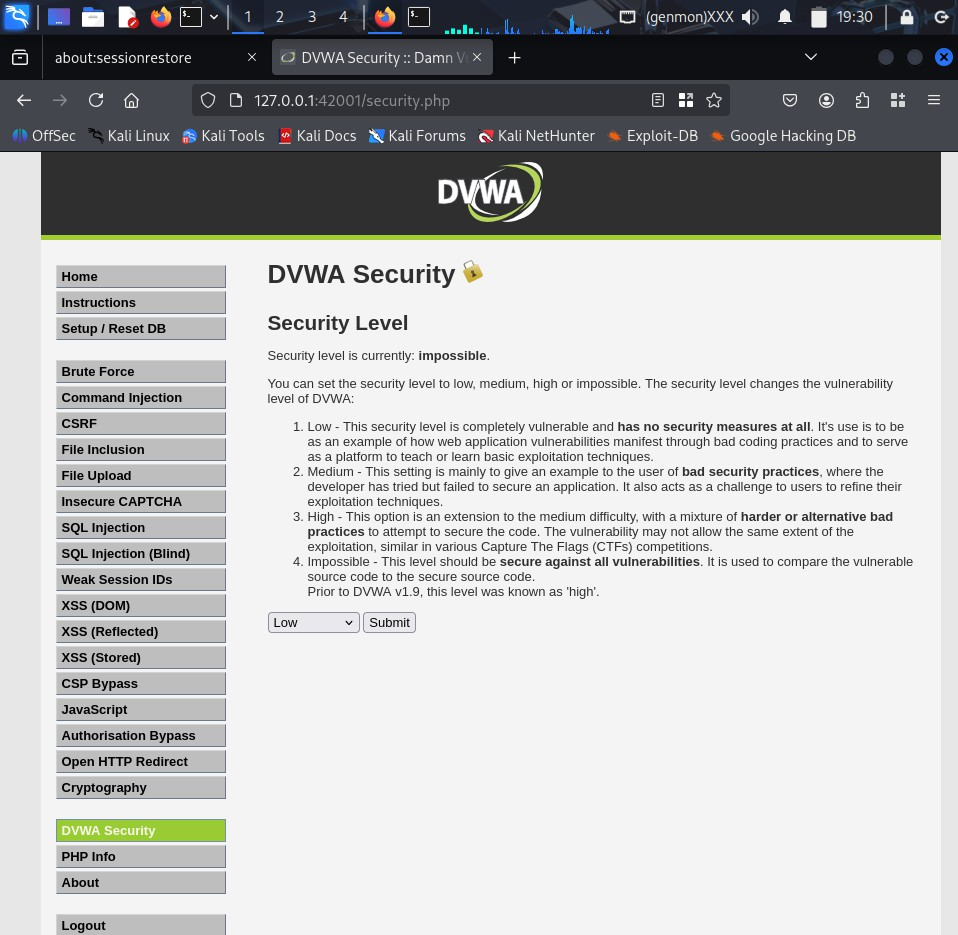 1 2 3 4 (genmon)XXX 19:30
about:sessionrestore DVWA Security :: Damn V
127.0.0.1:42001/security.php
OffSec Kali Linux Kali Tools Kali Docs Kali Forums Kali NetHunter Exploit-DB Google Hacking DB
DVWA
Home
Instructions
Setup / Reset DB
Brute Force
Command Injection
CSRF
File Inclusion
File Upload
Insecure CAPTCHA
SQL Injection
SQL Injection (Blind)
Weak Session IDs
XSS (DOM)
XSS (Reflected)
XSS (Stored)
CSP Bypass
JavaScript
Authorisation Bypass
Open HTTP Redirect
Cryptography
DVWA Security
PHP Info
About
Logout
DVWA Security
Security Level
Security level is currently: impossible.
You can set the security level to low, medium, high or impossible. The security level changes the vulnerability
level of DVWA:
1. Low - This security level is completely vulnerable and has no security measures at all. It's use is to be
as an example of how web application vulnerabilities manifest through bad coding practices and to serve
as a platform to teach or learn basic exploitation techniques.
2. Medium - This setting is mainly to give an example to the user of bad security practices, where the
developer has tried but failed to secure an application. It also acts as a challenge to users to refine their
exploitation techniques.
3. High - This option is an extension to the medium difficulty, with a mixture of harder or alternative bad
practices to attempt to secure the code. The vulnerability may not allow the same extent of the
exploitation, similar in various Capture The Flags (CTFs) competitions.
4. Impossible - This level should be secure against all vulnerabilities. It is used to compare the vulnerable
source code to the secure source code.
Prior to DVWA v1.9, this level was known as 'high'.
Low Submit